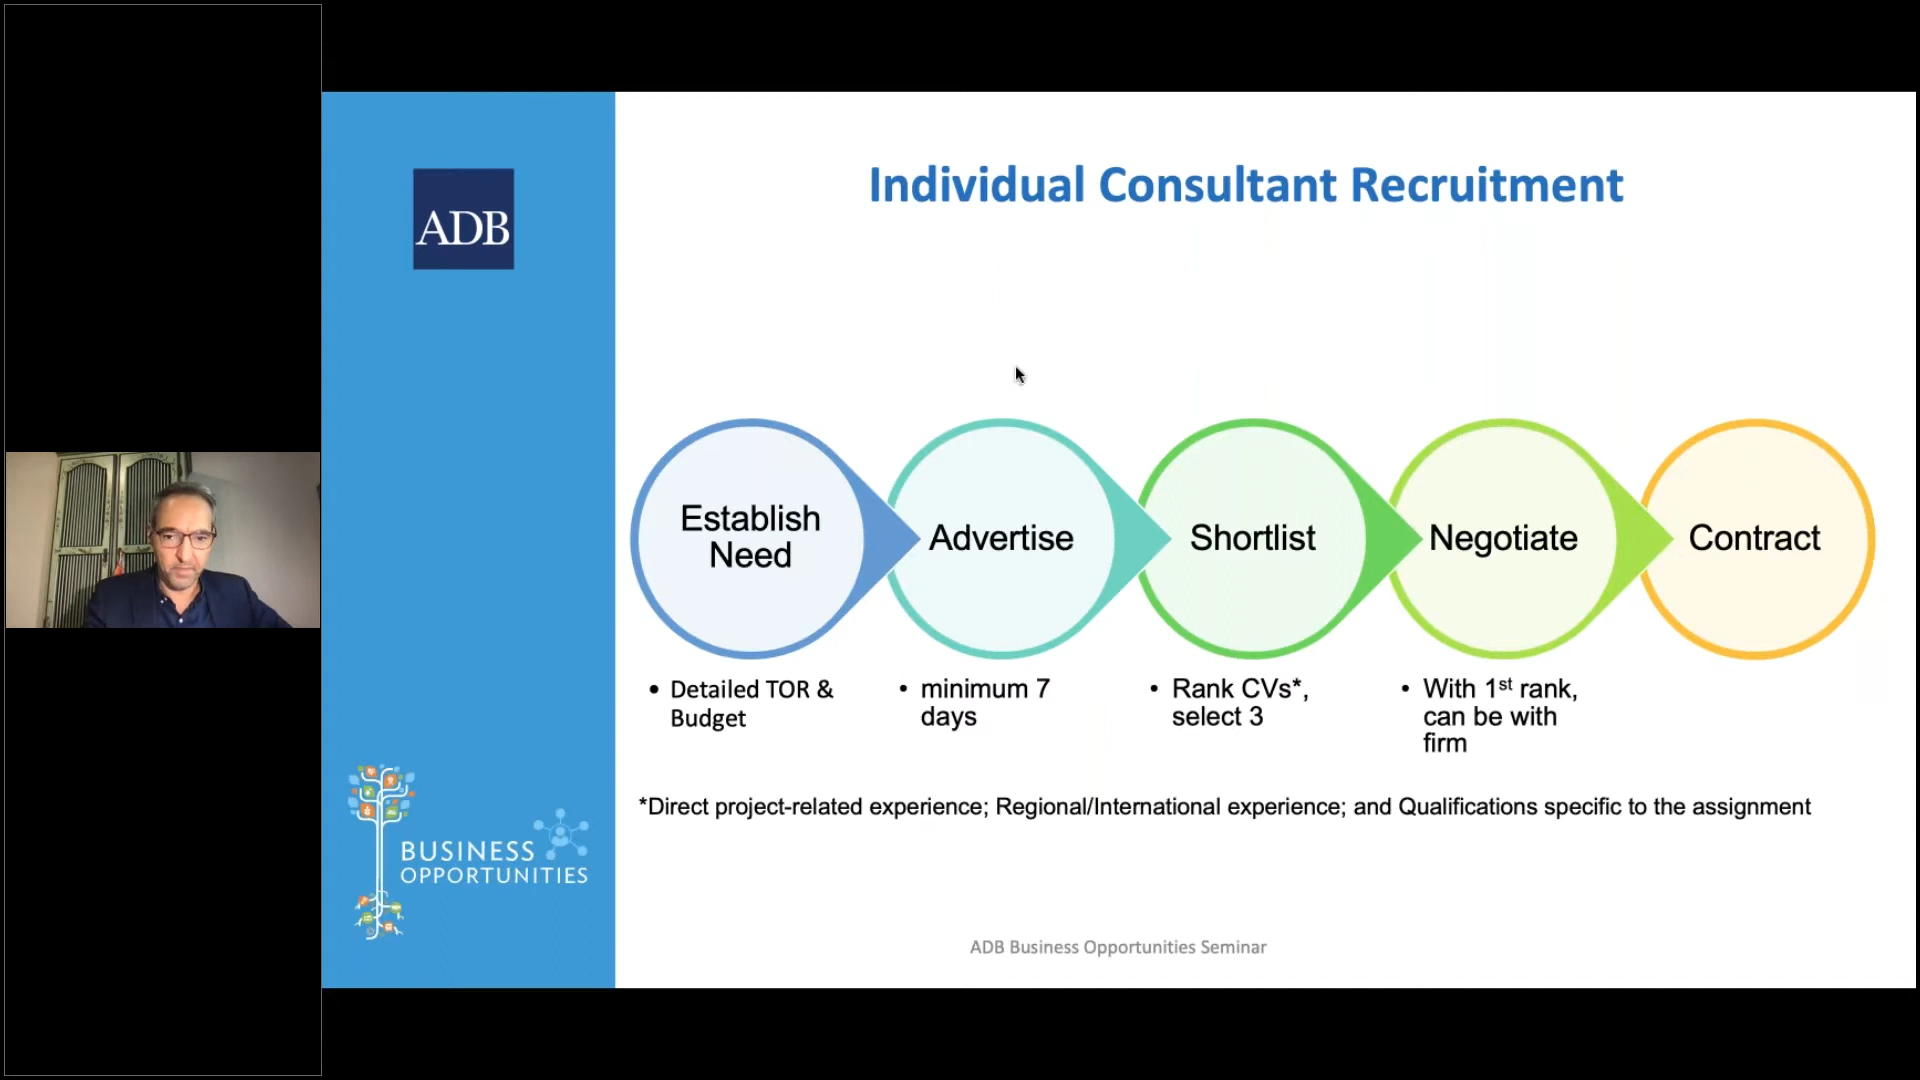 ADB
Individual Consultant Recruitment
Establish
Need
Advertise
Shortlist
Negotiate
Contract
• Detailed TOR &
Budget
• minimum 7
days
• Rank CVs*,
select 3
• With 1st rank,
can be with
firm
*Direct project-related experience; Regional/International experience; and Qualifications specific to the assignment
BUSINESS
OPPORTUNITIES
ADB Business Opportunities Seminar